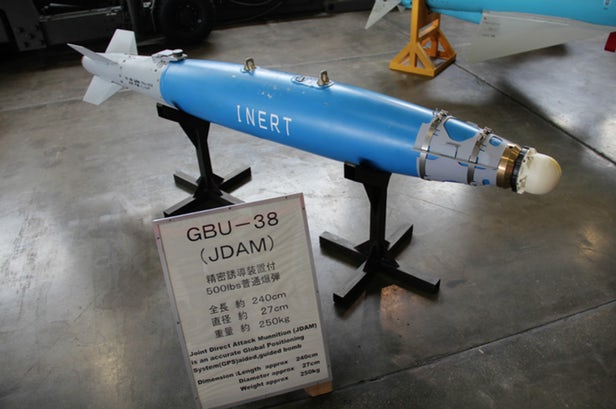 INERT
GBU-38
(JDAM)
精密誘導装置付
500lbs普通爆弾
全長 約 240cm
直径 約 27cm
重量 約 250kg
Joint Direct Attack Munnition (JDAM)
is an accurate Global Positioning
System(GPS)aided,guided bomb
Dimension :Length approx 240cm
Diameter approx 27cm
Weight approx 250kg